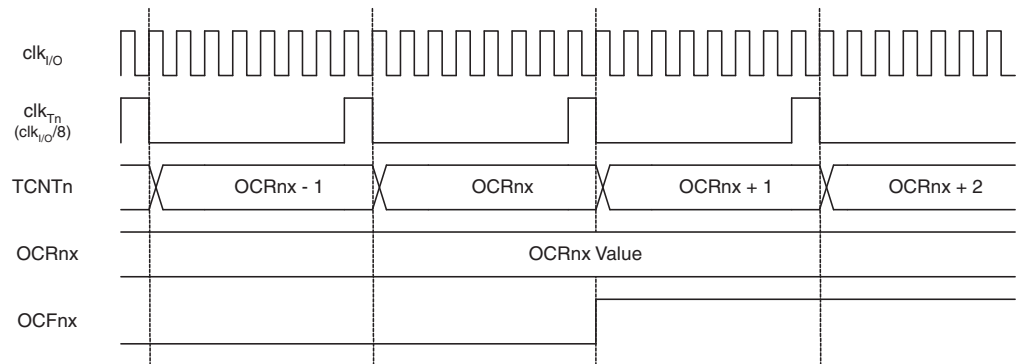 clkI/O
clkTn
(clkI/O/8)
TCNTn OCRnx - 1 OCRnx OCRnx + 1 OCRnx + 2
OCRnx OCRnx Value
OCFnx